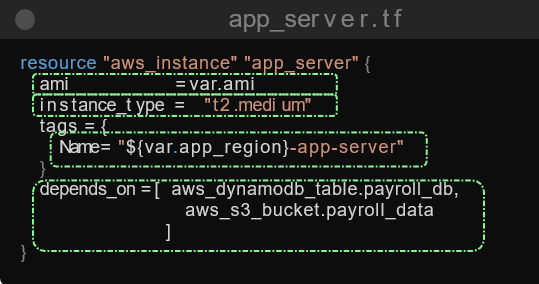 app_server.tf
resource "aws_instance" "app_server" {
ami = var.ami
instance_type = "t2.medium"
tags = {
Name = "${var.app_region}-app-server"
}
depends_on = [ aws_dynamodb_table.payroll_db,
aws_s3_bucket.payroll_data
]
}